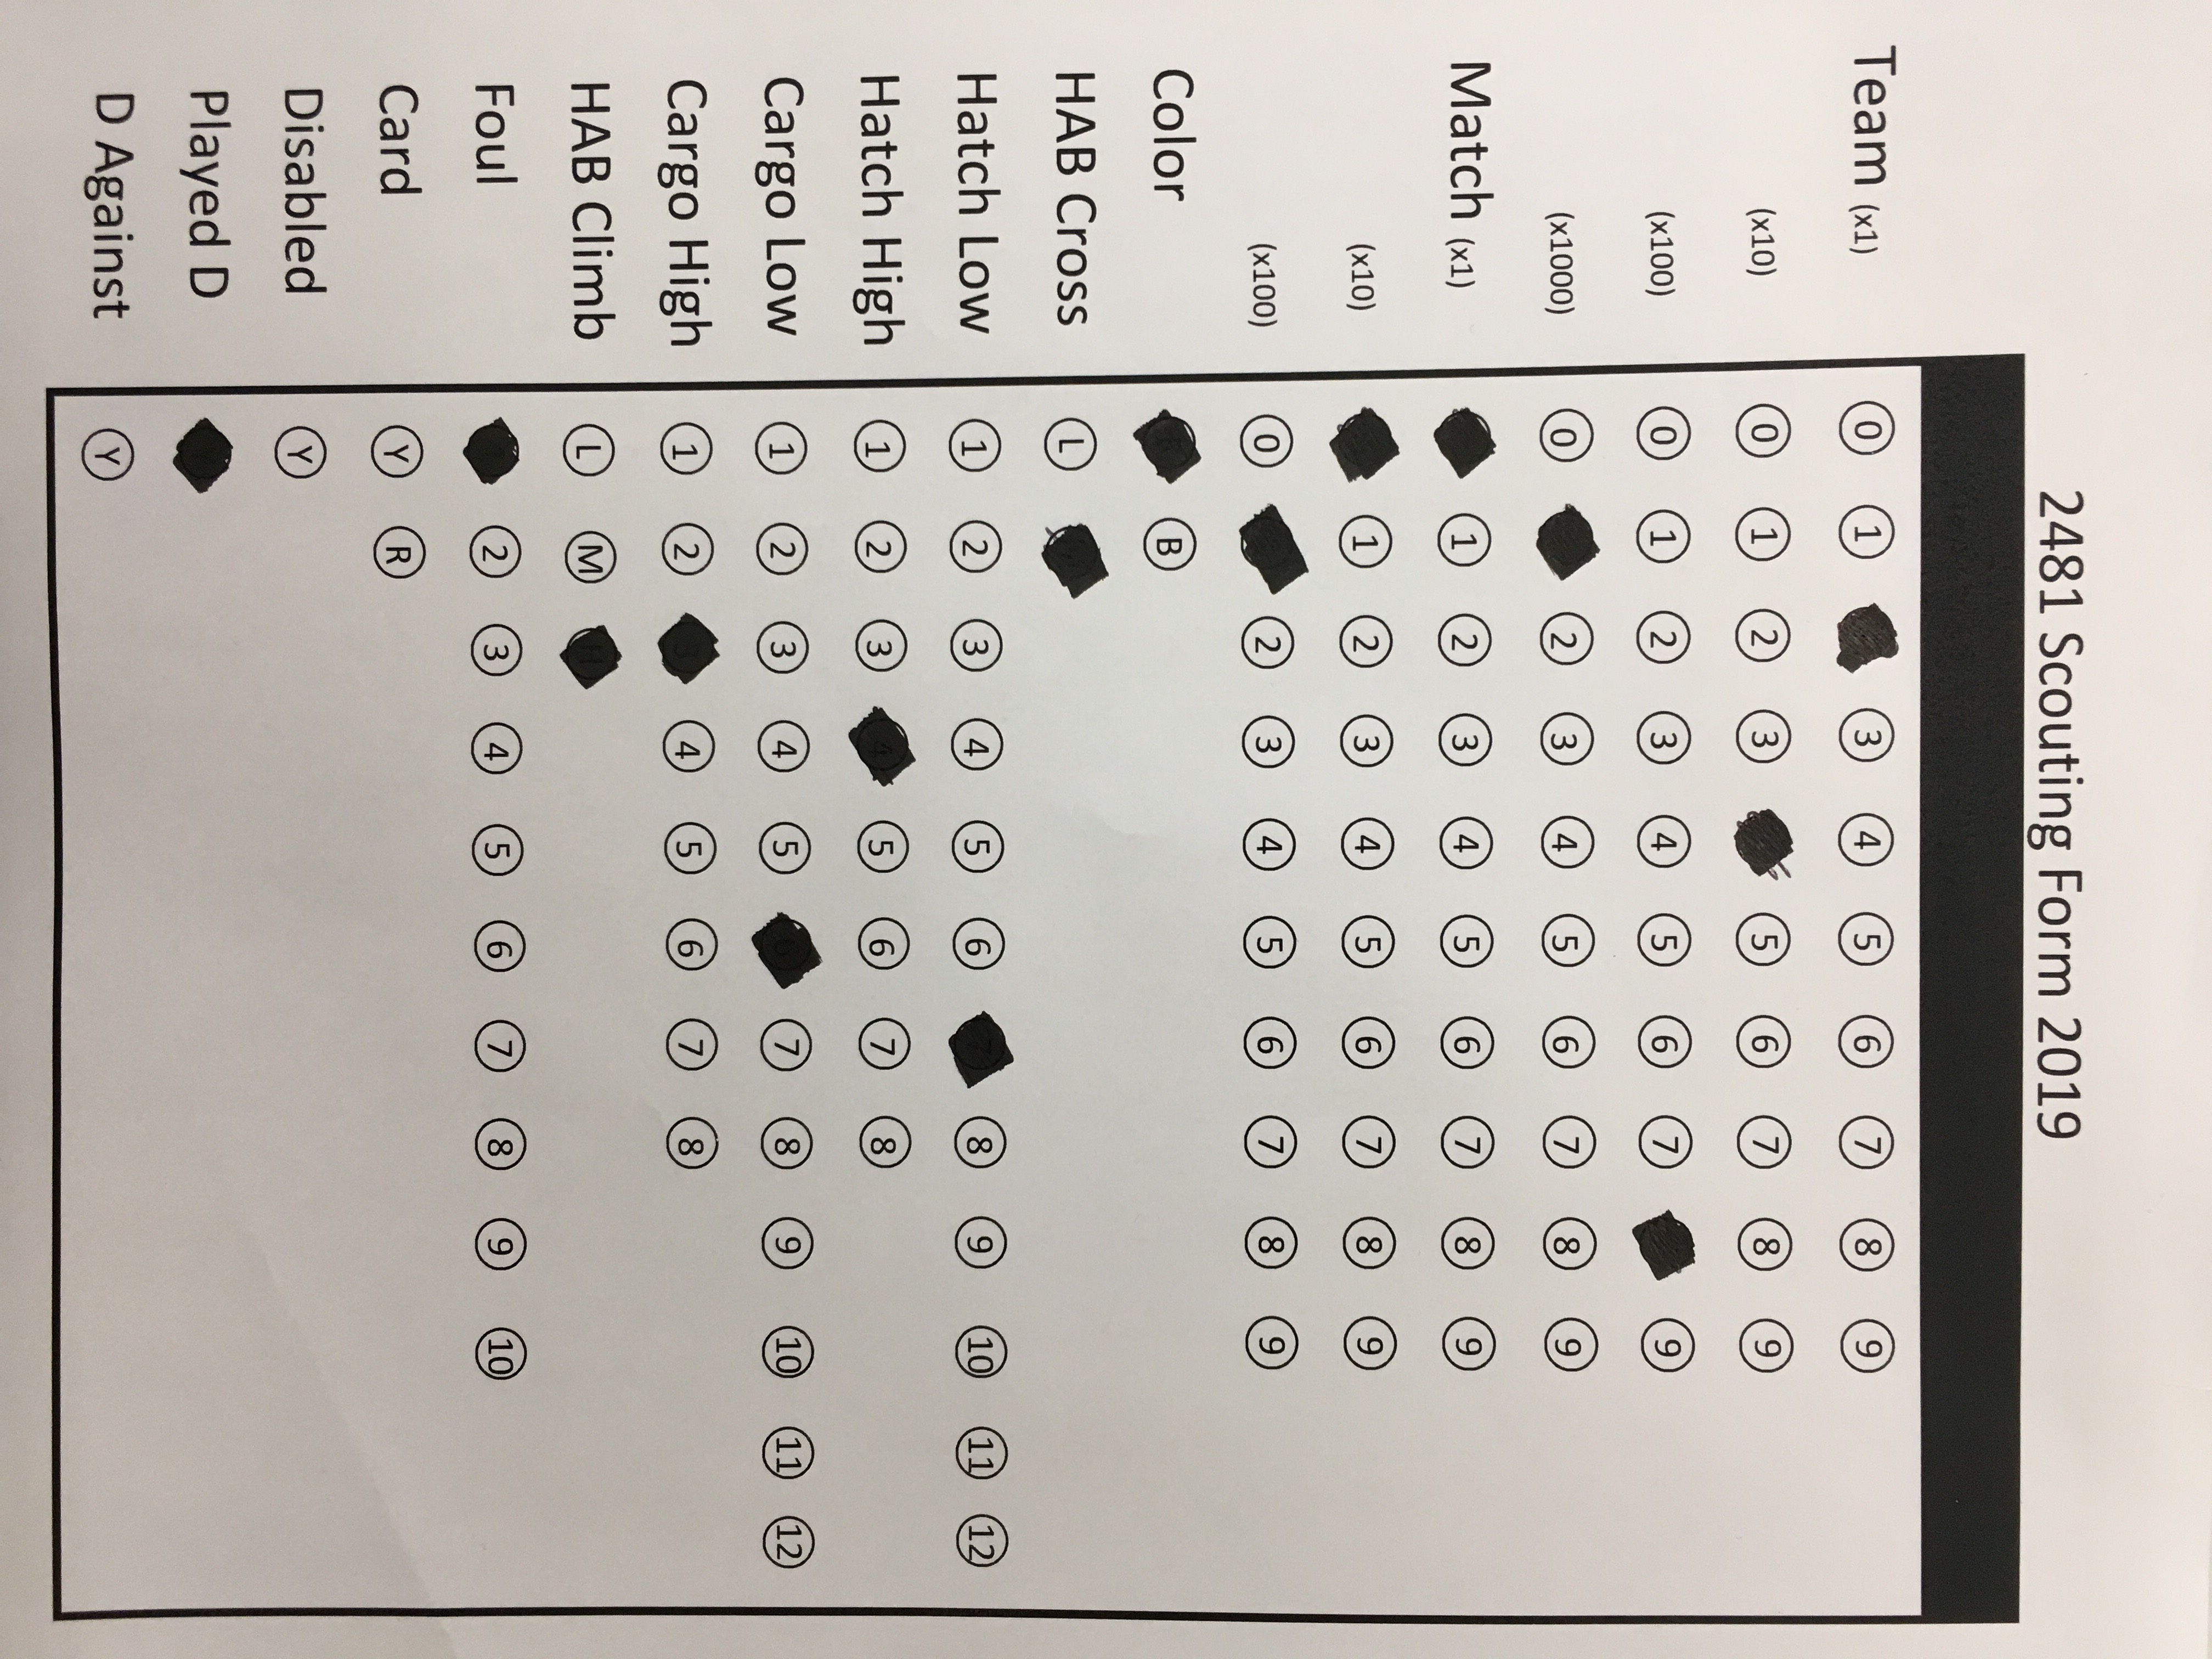 2481 Scouting Form 2019
Team (x1) 0 1 3 4 5 6 7 8 9
(x10) 0 1 2 3 5 6 7 8 9
(x100) 0 1 2 3 4 5 6 7 9
(x1000) 0 2 3 4 5 6 7 8 9
Match (x1) 1 2 3 4 5 6 7 8 9
(x10) 1 2 3 4 5 6 7 8 9
(x100) 0 2 3 4 5 6 7 8 9
Color B
HAB Cross L
Hatch Low 1 2 3 4 5 6 7 8 9 10 11 12
Hatch High 1 2 3 4 5 6 7 8
Cargo Low 1 2 3 4 5 7 8 9 10 11 12
Cargo High 1 2 3 4 5 6 7 8
HAB Climb L M H
Foul 2 3 4 5 6 7 8 9 10
Card Y R
Disabled Y
Played D
D Against Y